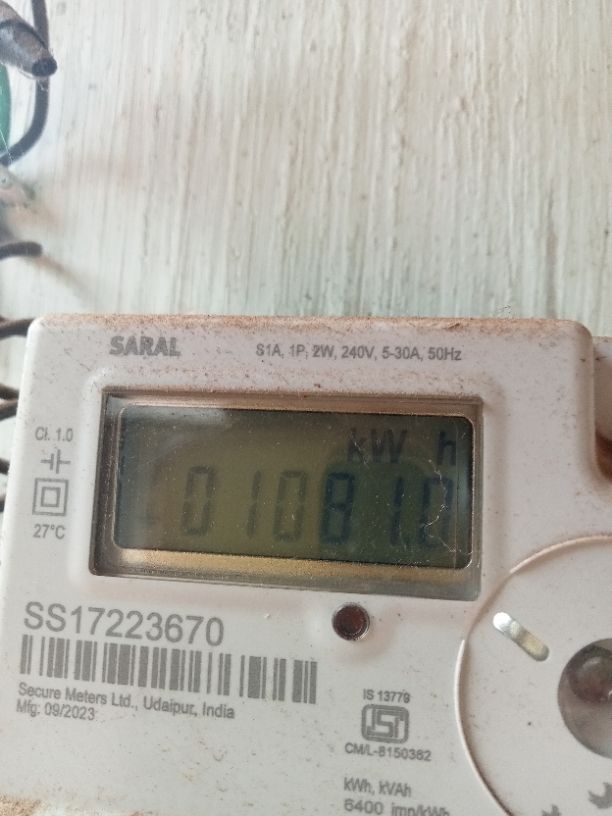 SARAL
S1A, 1P, 2W, 240V, 5-30A, 50Hz
Cl. 1.0
kW h
01081.0
27°C
SS17223670
Secure Meters Ltd., Udaipur, India
Mfg: 09/2023
IS 13779
ISI
CM/L-8150362
kWh, kVAh
6400 imp/kWh